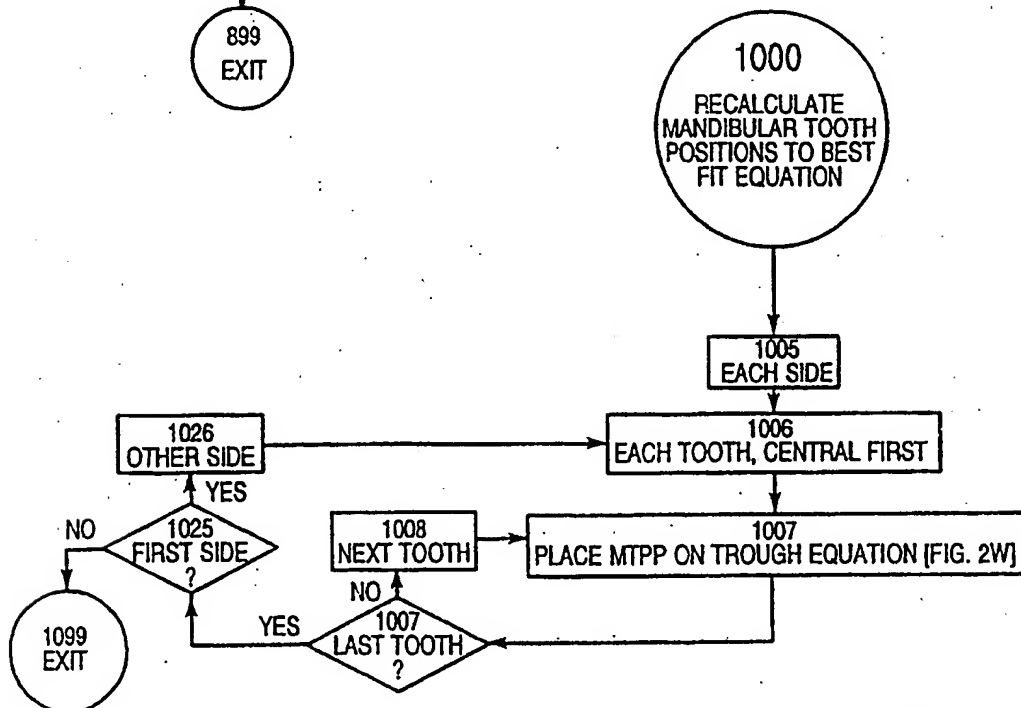 899
EXIT
1000
RECALCULATE
MANDIBULAR TOOTH
POSITIONS TO BEST
FIT EQUATION
1005
EACH SIDE
1006
EACH TOOTH, CENTRAL FIRST
1026
OTHER SIDE
YES
NO
1025
FIRST SIDE
?
1008
NEXT TOOTH
1007
PLACE MTPP ON TROUGH EQUATION [FIG. 2W]
NO
YES
1007
LAST TOOTH
?
1099
EXIT